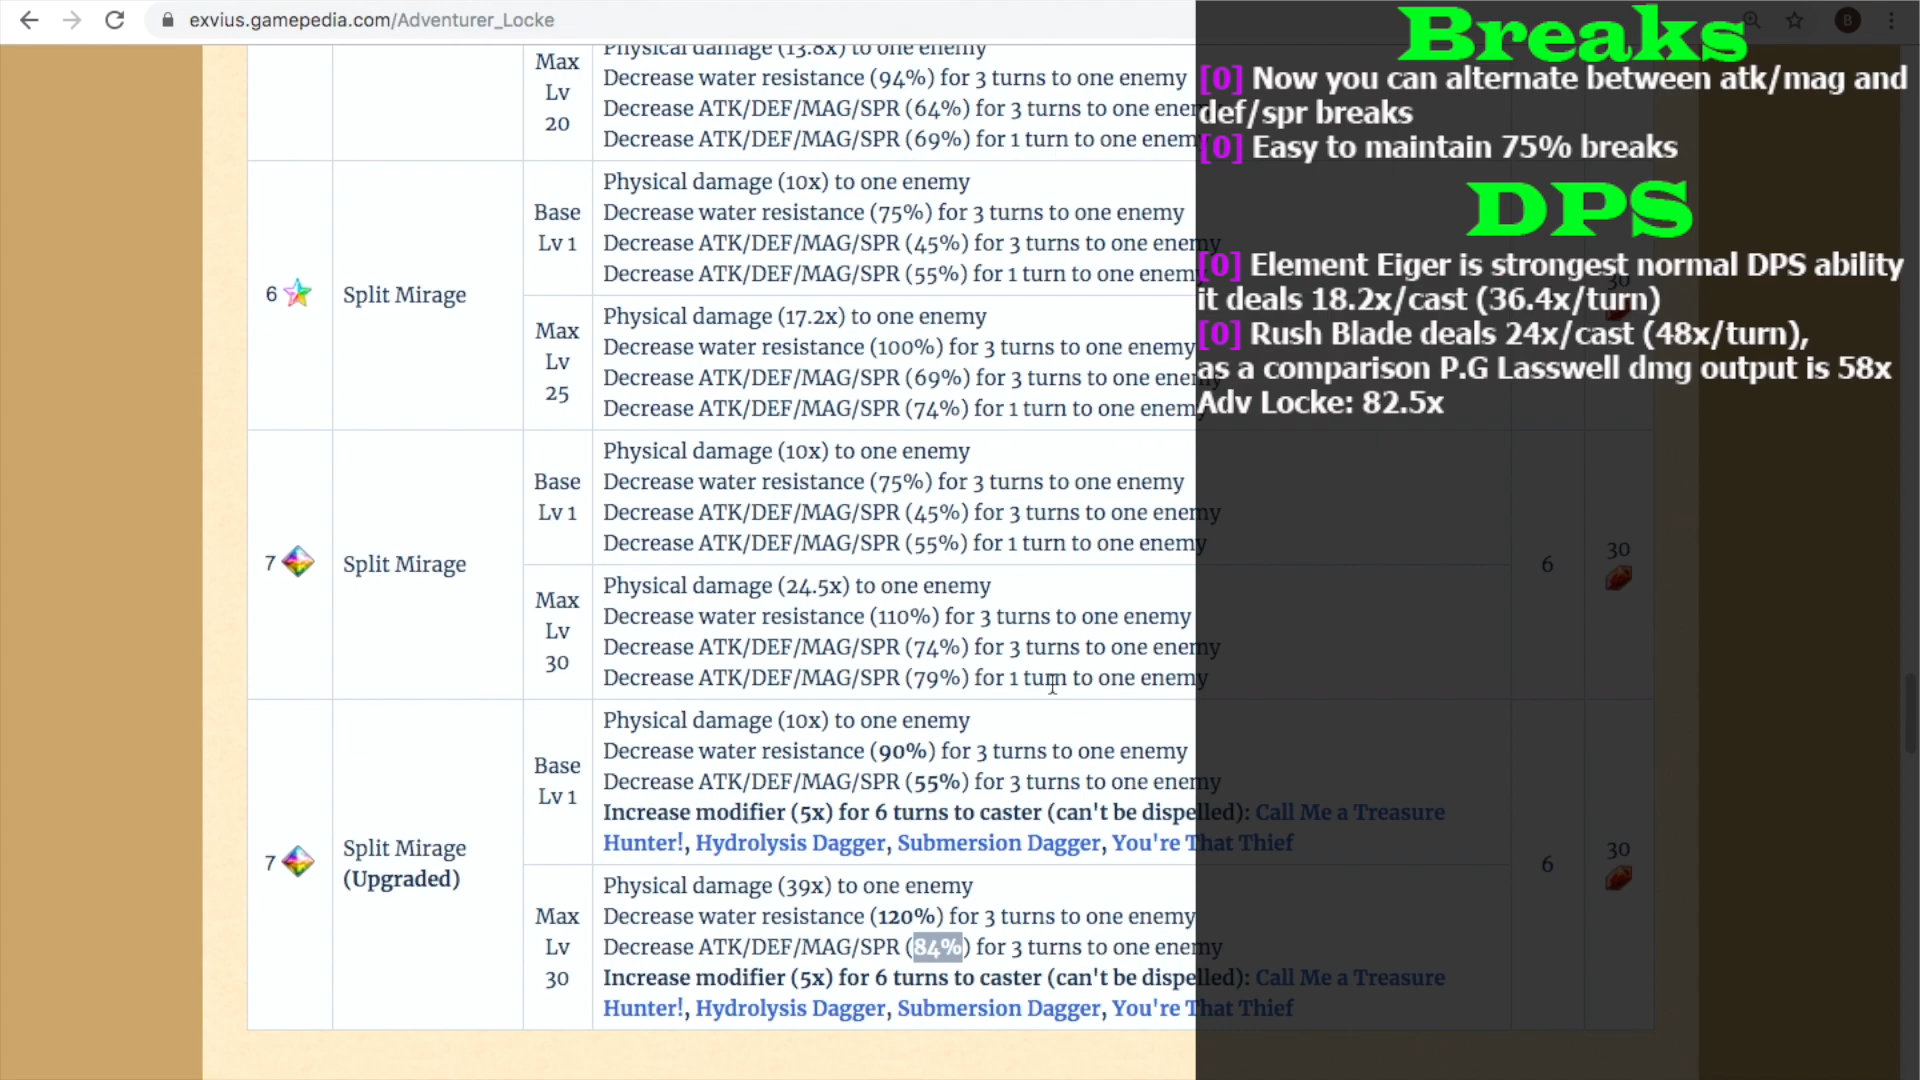 exvius.gamepedia.com/Adventurer_Locke
B
Breaks
[0] Now you can alternate between atk/mag and
def/spr breaks
[0] Easy to maintain 75% breaks
DPS
[0] Element Eiger is strongest normal DPS ability
it deals 18.2x/cast (36.4x/turn)
[0] Rush Blade deals 24x/cast (48x/turn),
as a comparison P.G Lasswell dmg output is 58x
Adv Locke: 82.5x
Max
Lv
20
Physical damage (13.8x) to one enemy
Decrease water resistance (94%) for 3 turns to one enemy
Decrease ATK/DEF/MAG/SPR (64%) for 3 turns to one enem
Decrease ATK/DEF/MAG/SPR (69%) for 1 turn to one enem
6
Split Mirage
Base
Lv 1
Physical damage (10x) to one enemy
Decrease water resistance (75%) for 3 turns to one enemy
Decrease ATK/DEF/MAG/SPR (45%) for 3 turns to one enemy
Decrease ATK/DEF/MAG/SPR (55%) for 1 turn to one enem
Max
Lv
25
Physical damage (17.2x) to one enemy
Decrease water resistance (100%) for 3 turns to one enemy
Decrease ATK/DEF/MAG/SPR (69%) for 3 turns to one ene
Decrease ATK/DEF/MAG/SPR (74%) for 1 turn to one enem
30
7
Split Mirage
Base
Lv 1
Physical damage (10x) to one enemy
Decrease water resistance (75%) for 3 turns to one enemy
Decrease ATK/DEF/MAG/SPR (45%) for 3 turns to one enemy
Decrease ATK/DEF/MAG/SPR (55%) for 1 turn to one enemy
Max
Lv
30
Physical damage (24.5x) to one enemy
Decrease water resistance (110%) for 3 turns to one enemy
Decrease ATK/DEF/MAG/SPR (74%) for 3 turns to one enemy
Decrease ATK/DEF/MAG/SPR (79%) for 1 turn to one enemy
6
30
7
Split Mirage
(Upgraded)
Base
Lv 1
Physical damage (10x) to one enemy
Decrease water resistance (90%) for 3 turns to one enemy
Decrease ATK/DEF/MAG/SPR (55%) for 3 turns to one enemy
Increase modifier (5x) for 6 turns to caster (can't be dispelled): Call Me a Treasure
Hunter!, Hydrolysis Dagger, Submersion Dagger, You're That Thief
Max
Lv
30
Physical damage (39x) to one enemy
Decrease water resistance (120%) for 3 turns to one enemy
Decrease ATK/DEF/MAG/SPR (84%) for 3 turns to one enemy
Increase modifier (5x) for 6 turns to caster (can't be dispelled): Call Me a Treasure
Hunter!, Hydrolysis Dagger, Submersion Dagger, You're That Thief
6
30